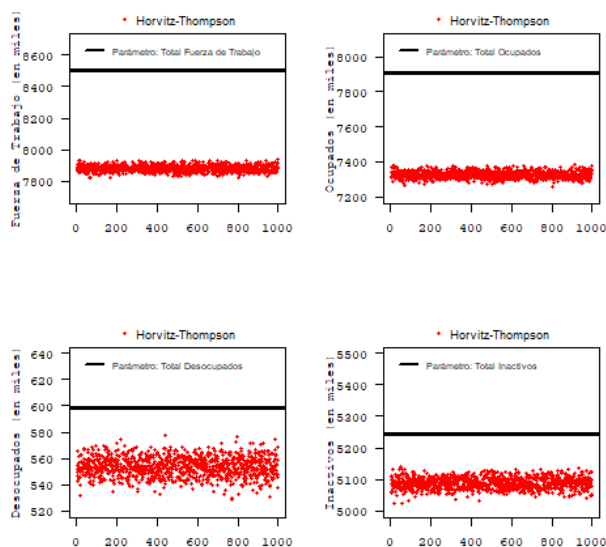 Horvitz-Thompson
Parámetro: Total Fuerza de Trabajo
Fuerza de Trabajo (en miles)
8600
8400
8200
8000
7800
0 200 400 600 800 1000
Horvitz-Thompson
Parámetro: Total Ocupados
Ocupados (en miles)
8000
7800
7600
7400
7200
0 200 400 600 800 1000
Horvitz-Thompson
Parámetro: Total Desocupados
Desocupados (en miles)
640
620
600
580
560
540
520
0 200 400 600 800 1000
Horvitz-Thompson
Parámetro: Total Inactivos
Inactivos (en miles)
5500
5400
5300
5200
5100
5000
0 200 400 600 800 1000